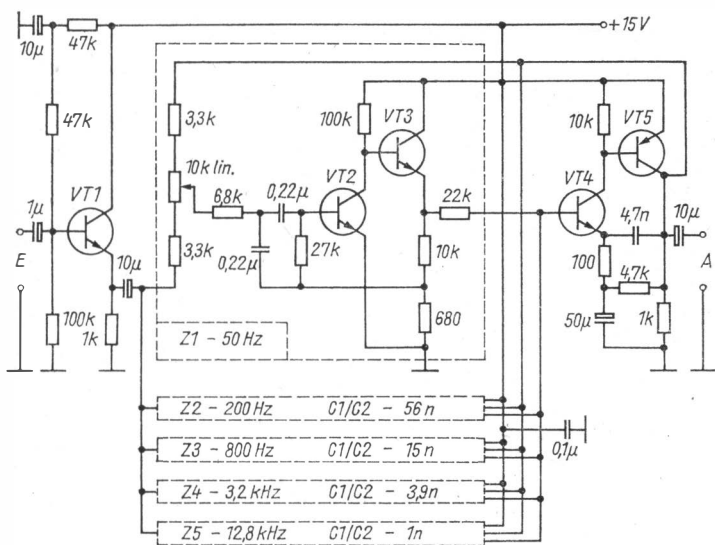 10µ
47k
+15V
47k
3,3k
100k
VT3
10k
VT5
10k lin.
VT1
6,8k
0,22µ
VT2
VT4
1µ
22k
4,7n
10µ
E
10µ
3,3k
0,22µ
27k
10k
100
4,7k
A
100k
1k
Z1 – 50 Hz
680
50µ
1k
Z2 – 200 Hz C1/C2 – 56n
Z3 – 800 Hz C1/C2 – 15n
0,1µ
Z4 – 3,2 kHz C1/C2 – 3,9n
Z5 – 12,8 kHz C1/C2 – 1n